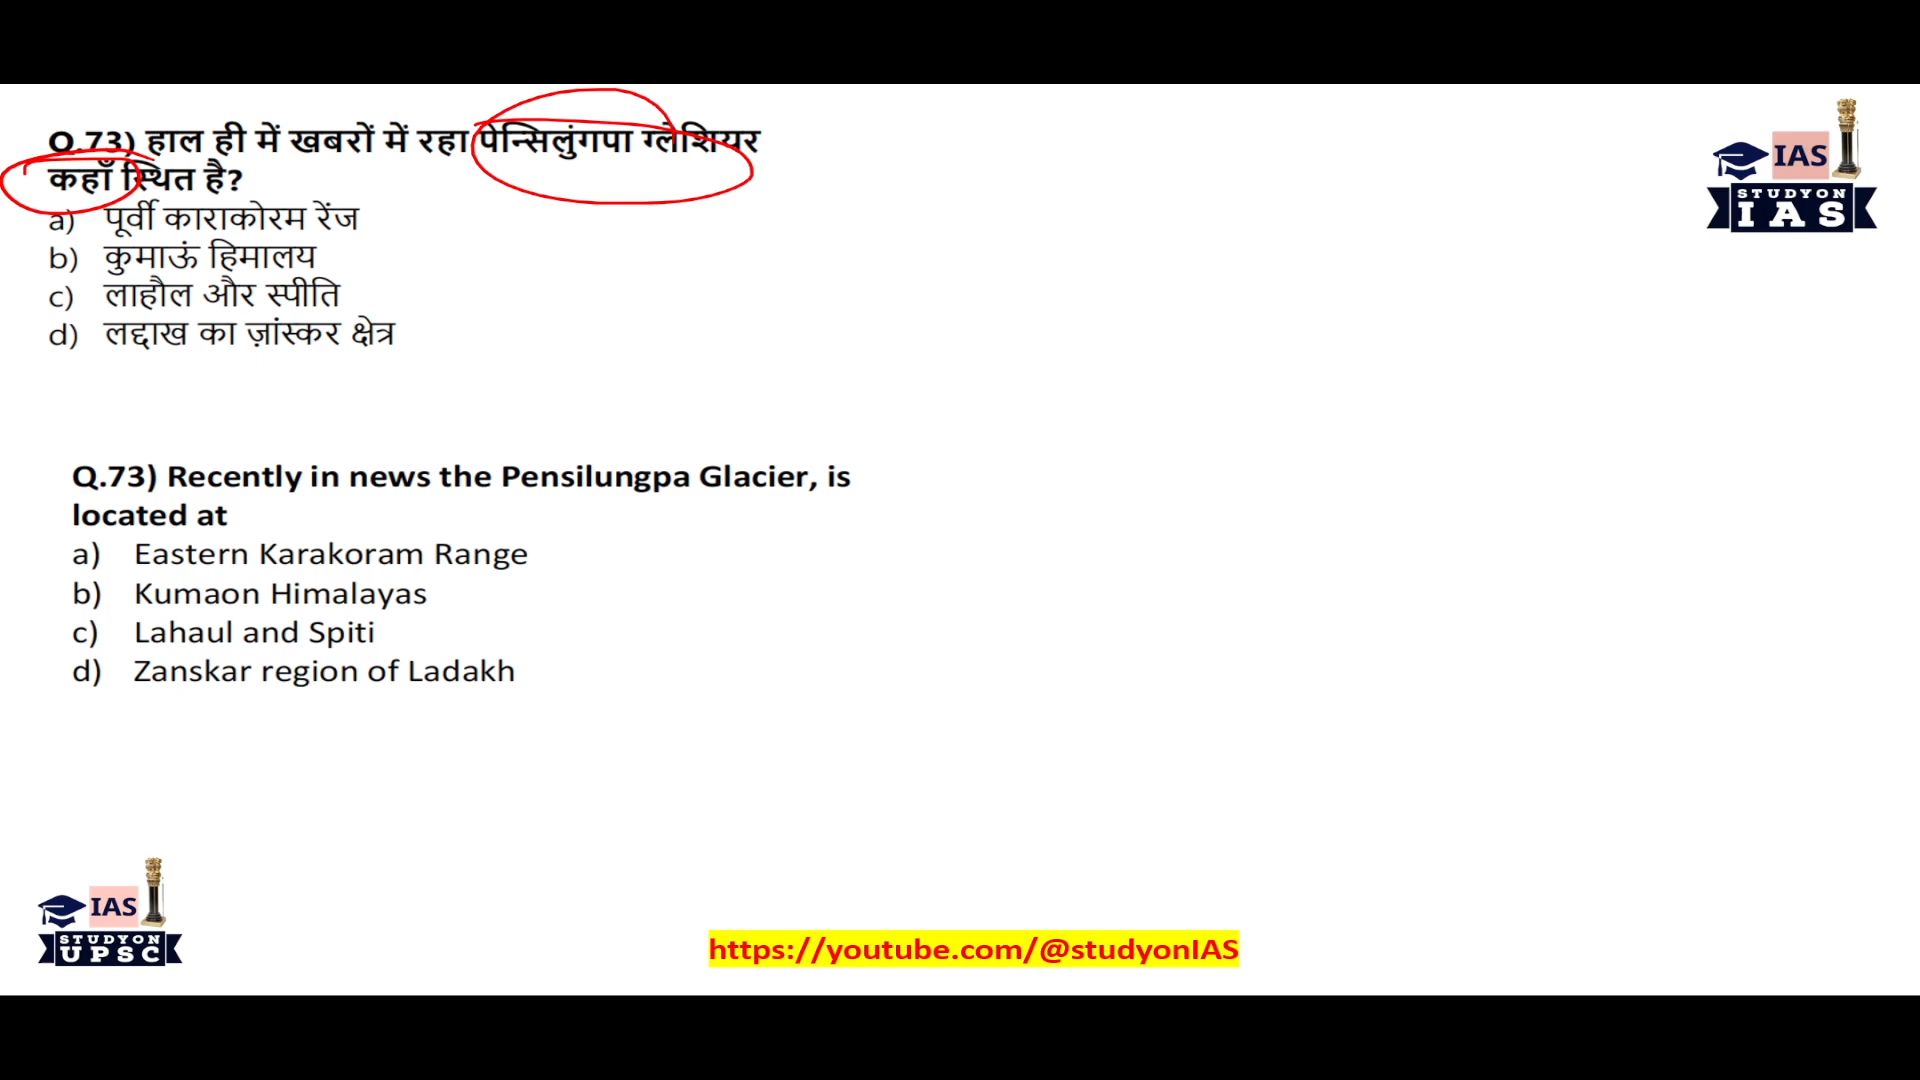 Q.73) हाल ही में खबरों में रहा पेन्सिलुंगपा ग्लेशियर
कहाँ स्थित है?
a) पूर्वी काराकोरम रेंज
b) कुमाऊं हिमालय
c) लाहौल और स्पीति
d) लद्दाख का ज़ांस्कर क्षेत्र
IAS
STUDYON
IAS
Q.73) Recently in news the Pensilungpa Glacier, is
located at
a) Eastern Karakoram Range
b) Kumaon Himalayas
c) Lahaul and Spiti
d) Zanskar region of Ladakh
IAS
STUDYON
UPSC
https://youtube.com/@studyonIAS